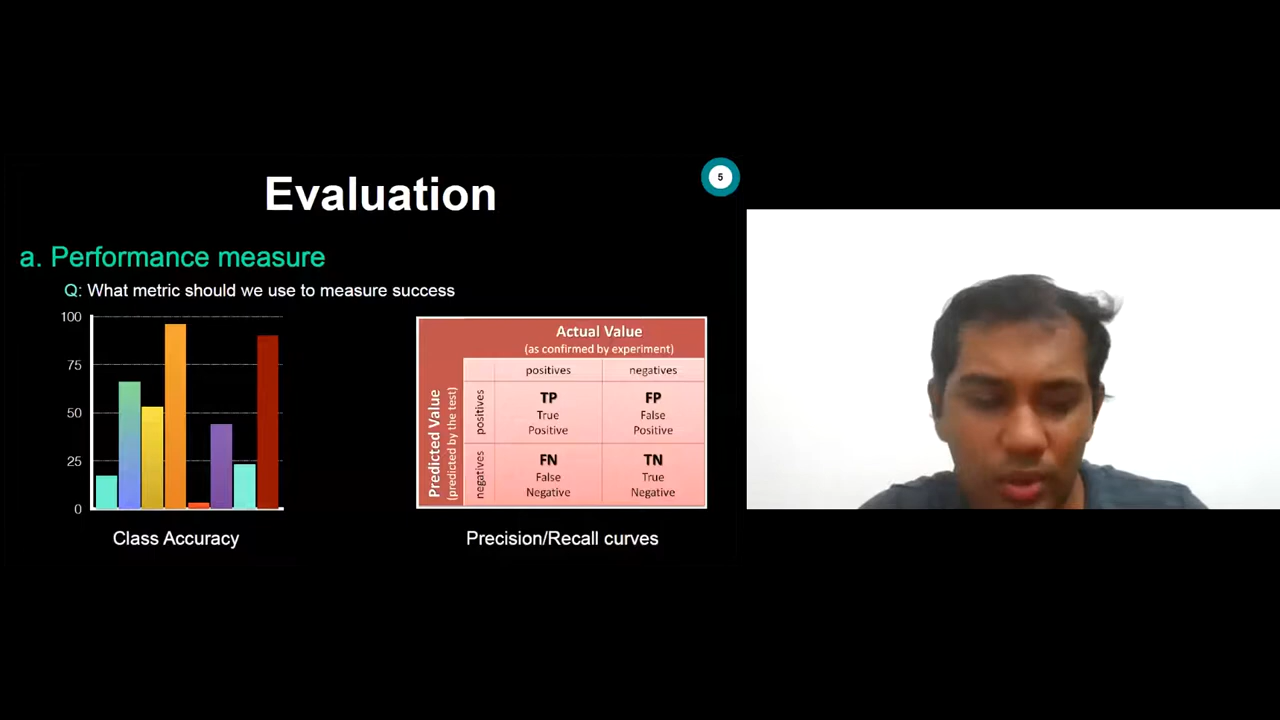 Evaluation
5
a. Performance measure
Q: What metric should we use to measure success
100
75
50
25
0
Class Accuracy
Actual Value
(as confirmed by experiment)
positives
negatives
Predicted Value
(predicted by the test)
positives
TP
True
Positive
FP
False
Positive
negatives
FN
False
Negative
TN
True
Negative
Precision/Recall curves